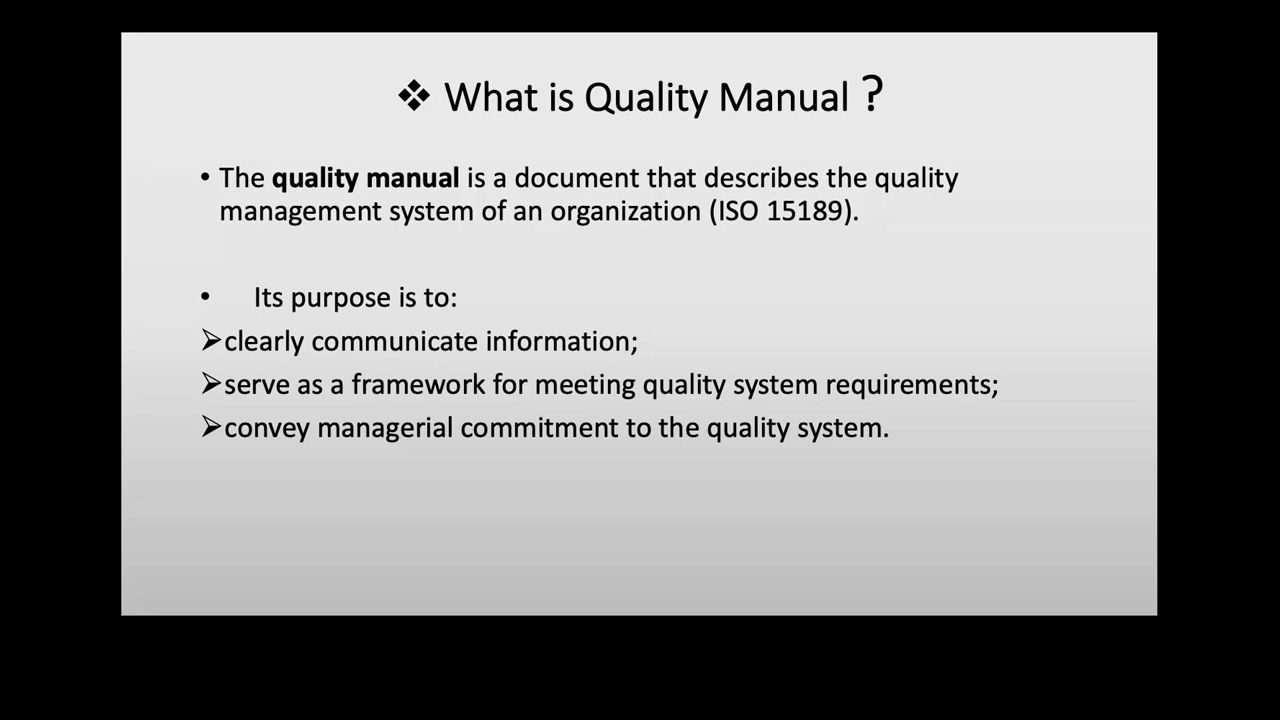 ❖ What is Quality Manual ?
• The quality manual is a document that describes the quality
management system of an organization (ISO 15189).
• Its purpose is to:
➢clearly communicate information;
➢serve as a framework for meeting quality system requirements;
➢convey managerial commitment to the quality system.